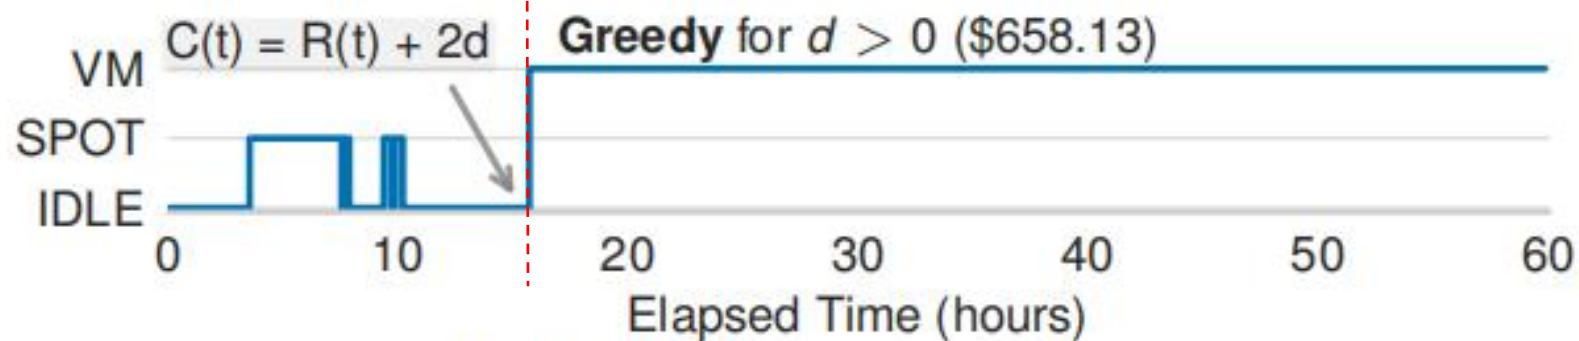 C(t) = R(t) + 2d
Greedy for d > 0 ($658.13)
VM
SPOT
IDLE
0 10 20 30 40 50 60
Elapsed Time (hours)